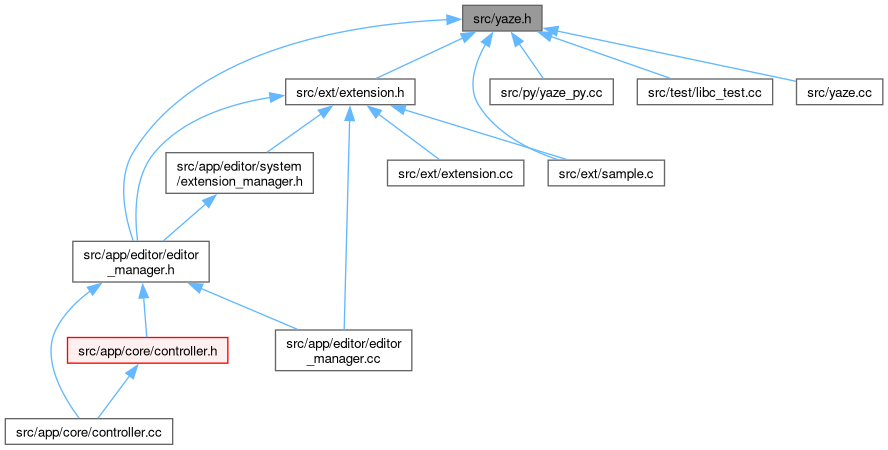 src/yaze.h
src/ext/extension.h
src/py/yaze_py.cc
src/test/libc_test.cc
src/yaze.cc
src/app/editor/system
/extension_manager.h
src/ext/extension.cc
src/ext/sample.c
src/app/editor/editor
_manager.h
src/app/core/controller.h
src/app/editor/editor
_manager.cc
src/app/core/controller.cc